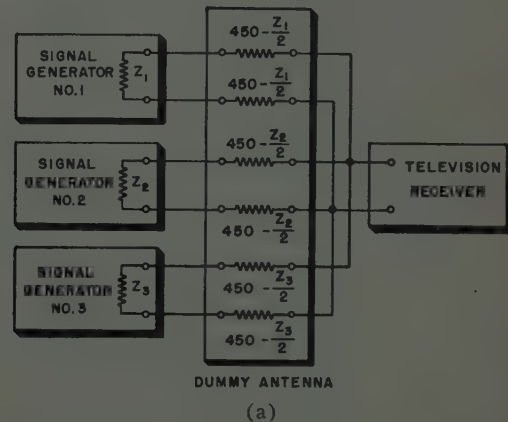 SIGNAL
GENERATOR
NO.1
Z1
450-Z1/2
450-Z1/2
SIGNAL
GENERATOR
NO.2
Z2
450-Z2/2
450-Z2/2
SIGNAL
GENERATOR
NO.3
Z3
450-Z3/2
450-Z3/2
TELEVISION
RECEIVER
DUMMY ANTENNA
(a)